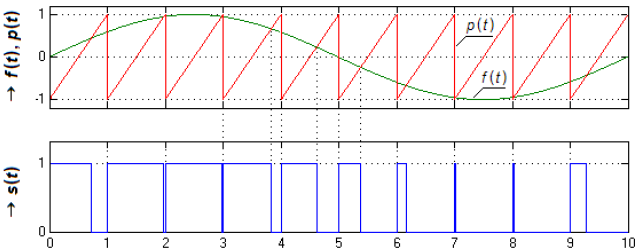 → f(t), p(t)
1
0
-1
p(t)
f(t)
→ s(t)
1
0
0 1 2 3 4 5 6 7 8 9 10